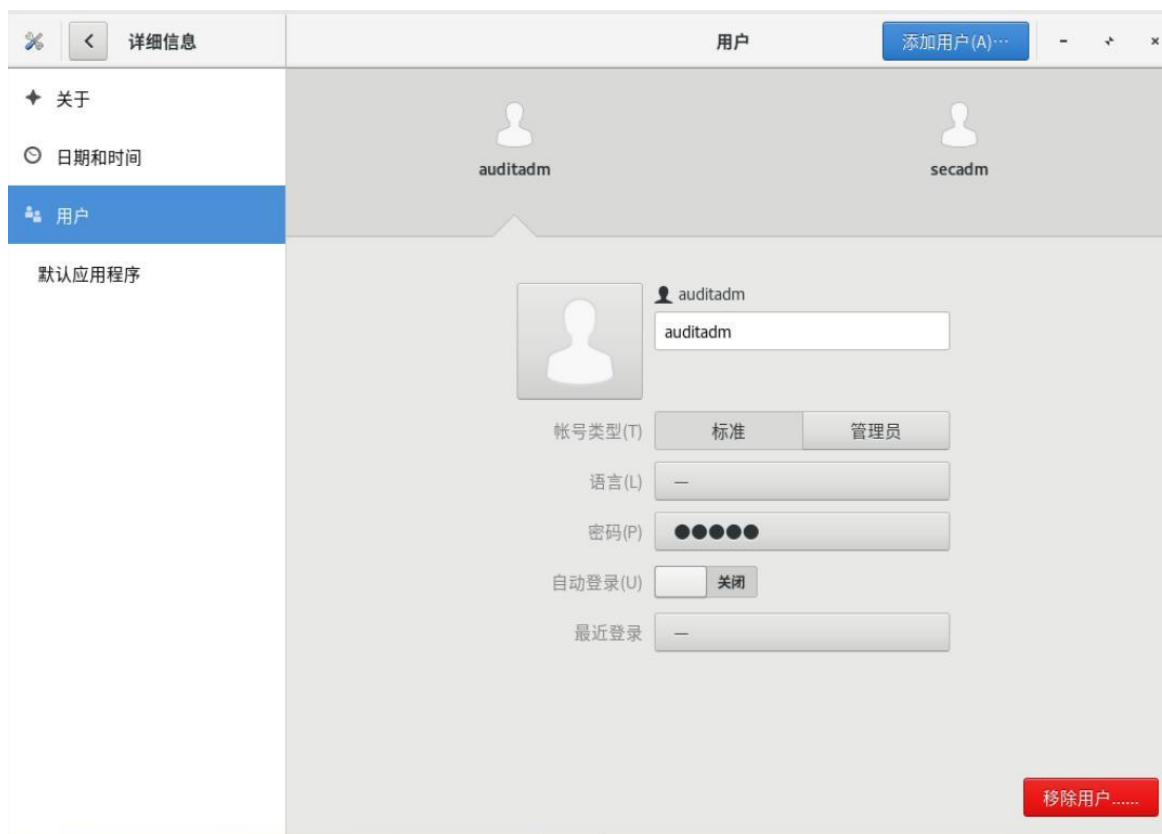 详细信息
用户
添加用户(A)…
关于
日期和时间
用户
默认应用程序
auditadm
secadm
auditadm
auditadm
帐号类型(T) 标准 管理员
语言(L) —
密码(P) ●●●●●
自动登录(U) 关闭
最近登录 —
移除用户……